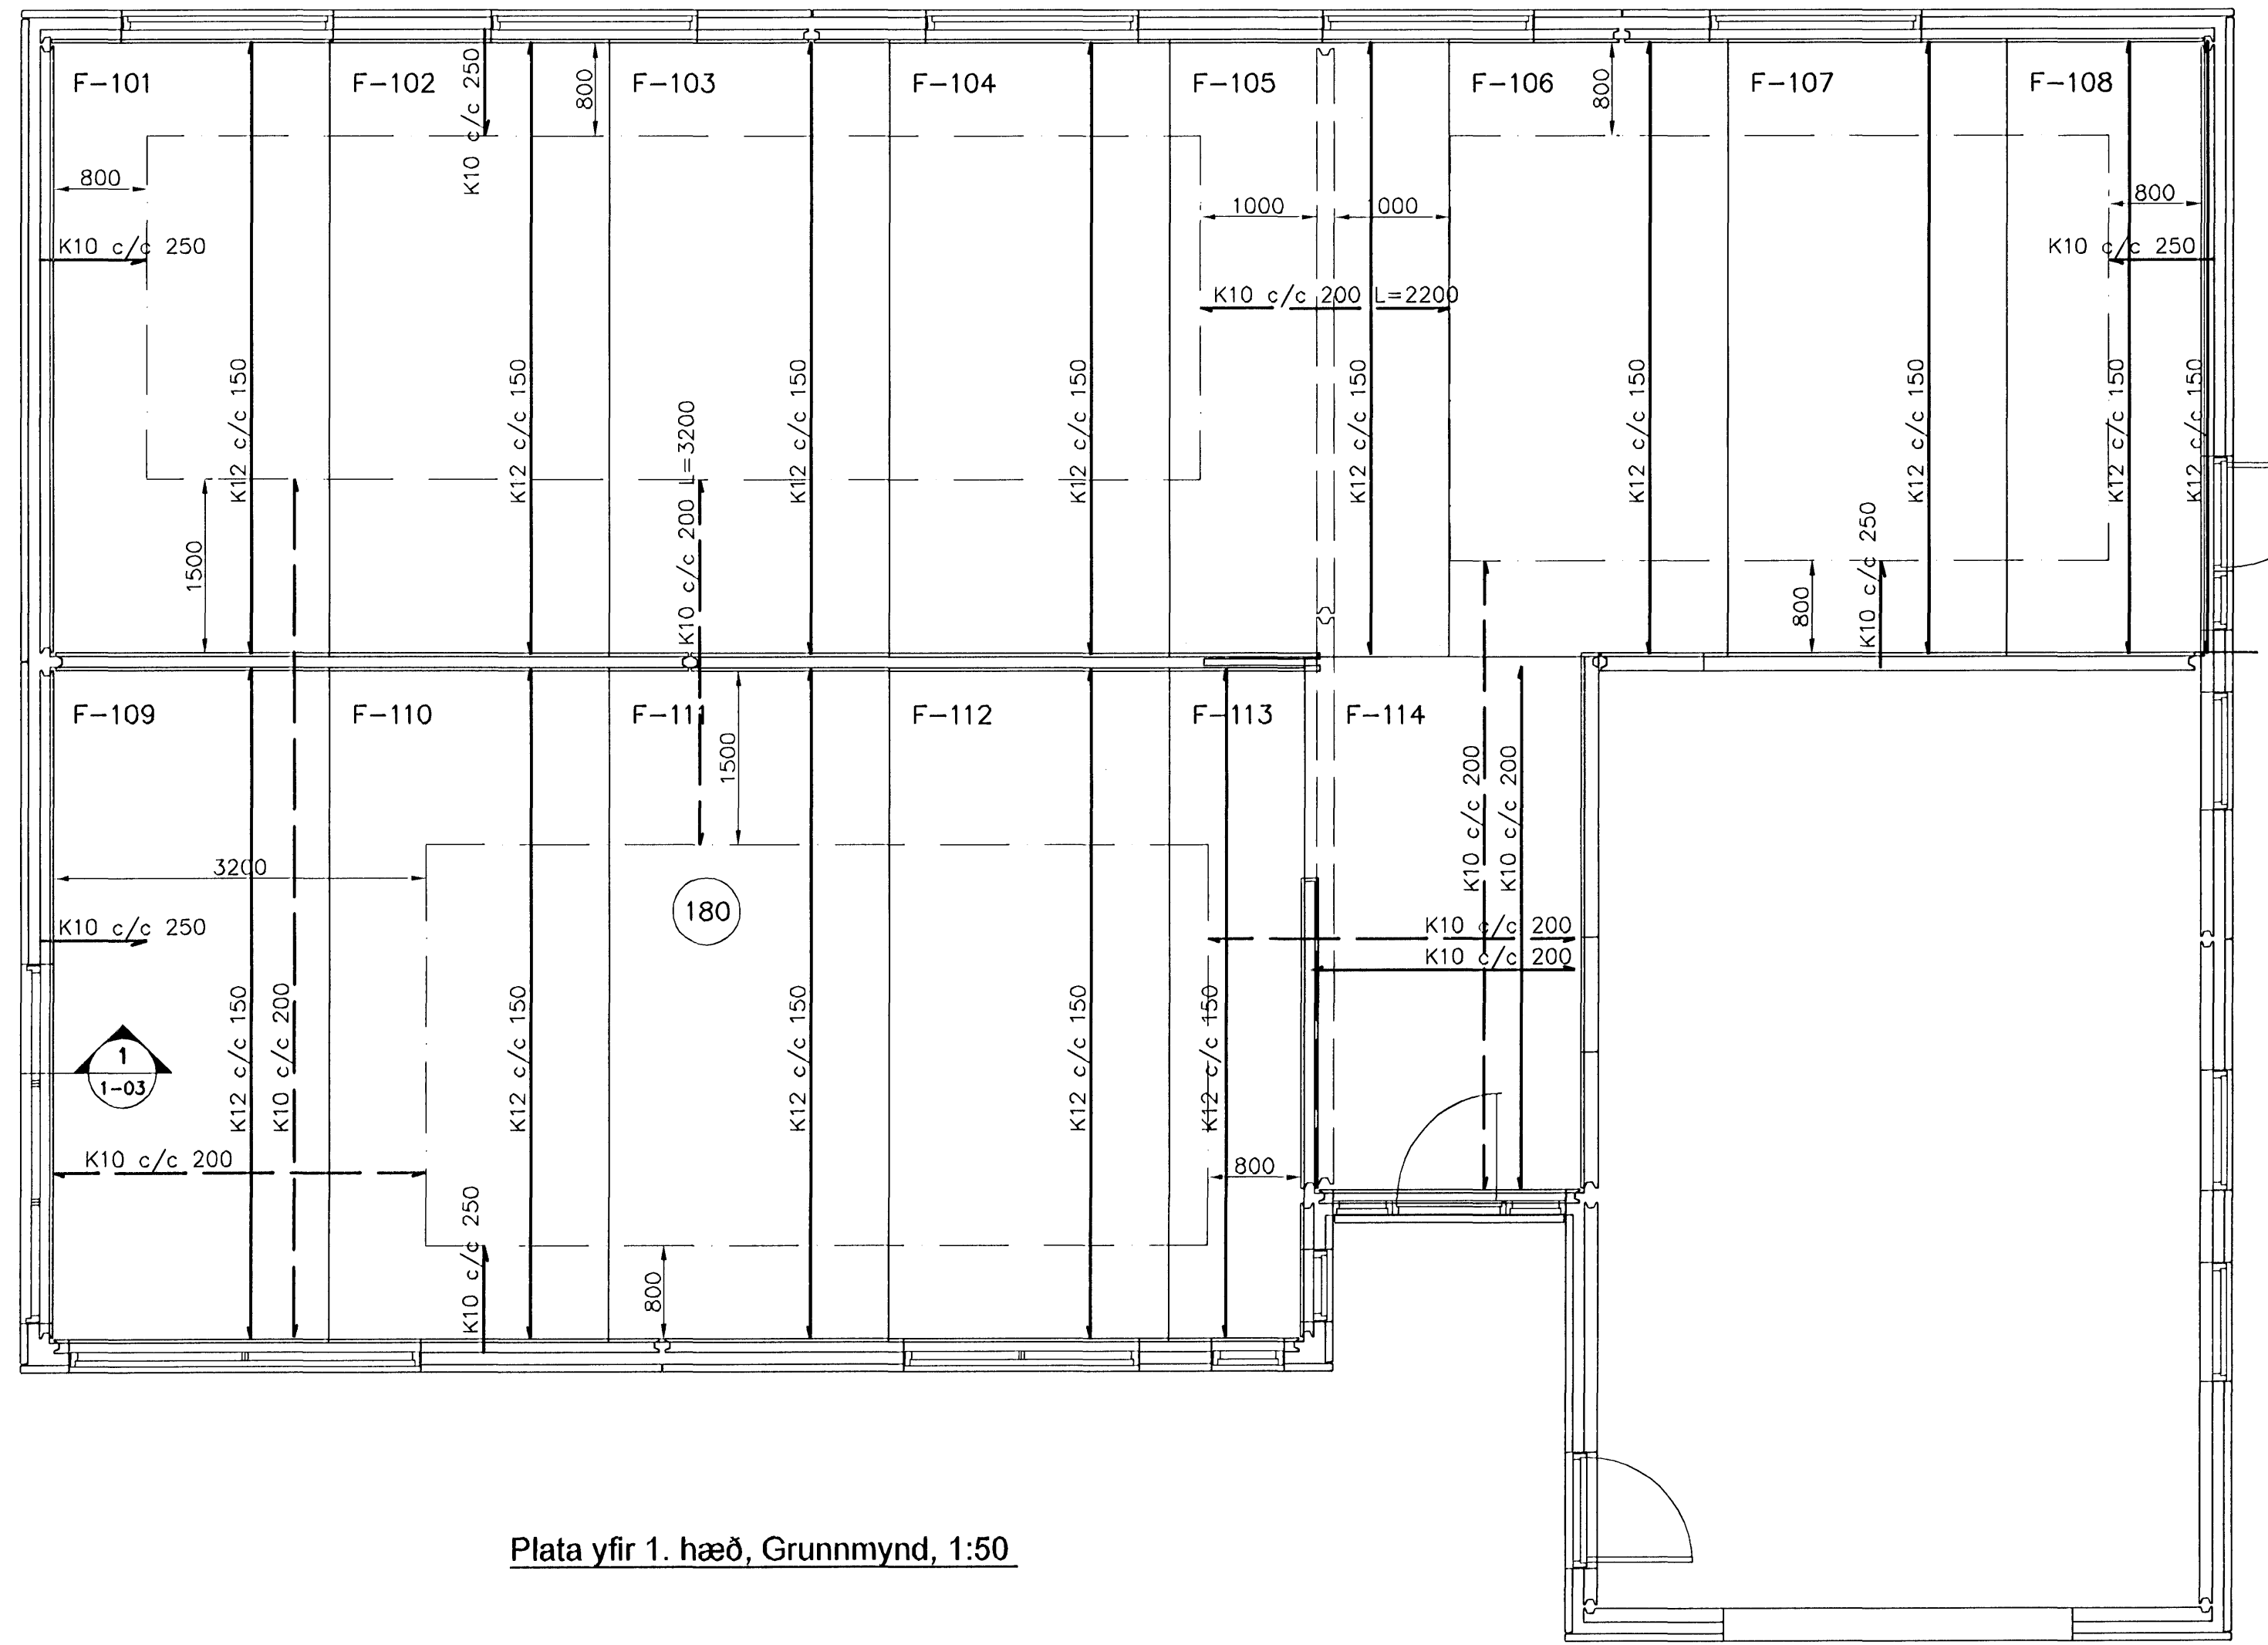 F-101
F-102
F-103
F-104
F-105
F-106
F-107
F-108
K10 c/c 250
800
800
800
1000
000
800
K10 c/c 250
K10 c/c 250
K10 c/c 200 L=2200
K12 c/c 150
K12 c/c 150
K12 c/c 150
K12 c/c 150
K12 c/c 150
K12 c/c 150
K12 c/c 150
K12 c/c 150
K12 c/c 150
K10 c/c 200 L=3200
1500
800
K10 c/c 250
F-109
F-110
F-111
F-112
F-113
F-114
1500
K10 c/c 200
K10 c/c 200
3200
180
K10 c/c 250
K10 c/c 200
K10 c/c 200
K12 c/c 150
K10 c/c 200
K12 c/c 150
K12 c/c 150
K12 c/c 150
K12 c/c 150
1
1-03
K10 c/c 200
800
K10 c/c 250
800
Plata yfir 1. hæð, Grunnmynd, 1:50